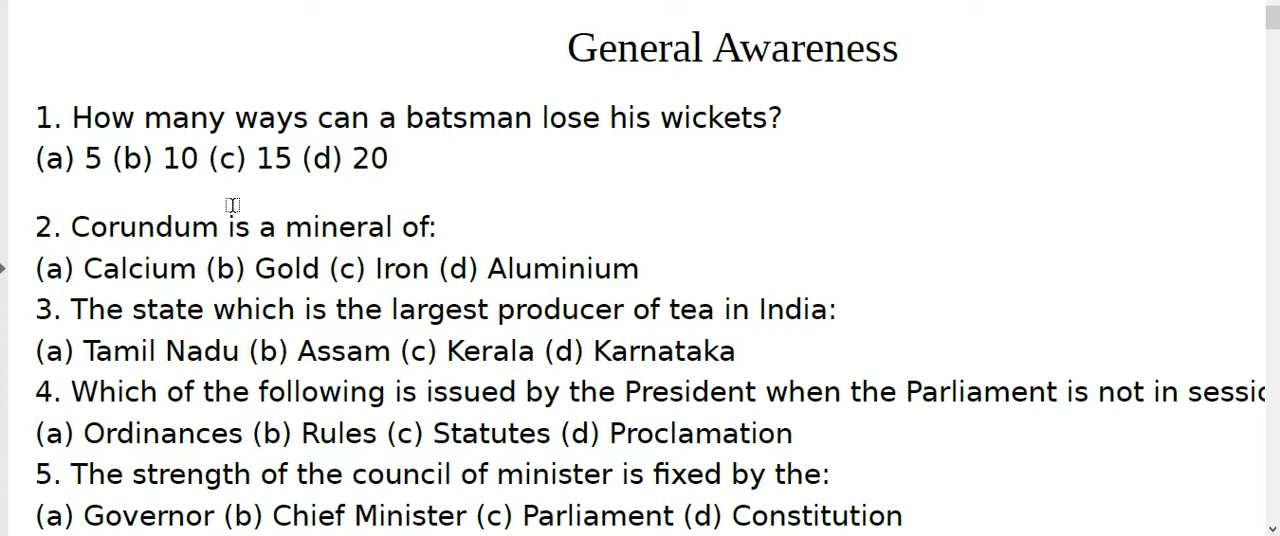 General Awareness
1. How many ways can a batsman lose his wickets?
(a) 5 (b) 10 (c) 15 (d) 20
2. Corundum is a mineral of:
(a) Calcium (b) Gold (c) Iron (d) Aluminium
3. The state which is the largest producer of tea in India:
(a) Tamil Nadu (b) Assam (c) Kerala (d) Karnataka
4. Which of the following is issued by the President when the Parliament is not in
(a) Ordinances (b) Rules (c) Statutes (d) Proclamation
5. The strength of the council of minister is fixed by the:
(a) Governor (b) Chief Minister (c) Parliament (d) Constitution